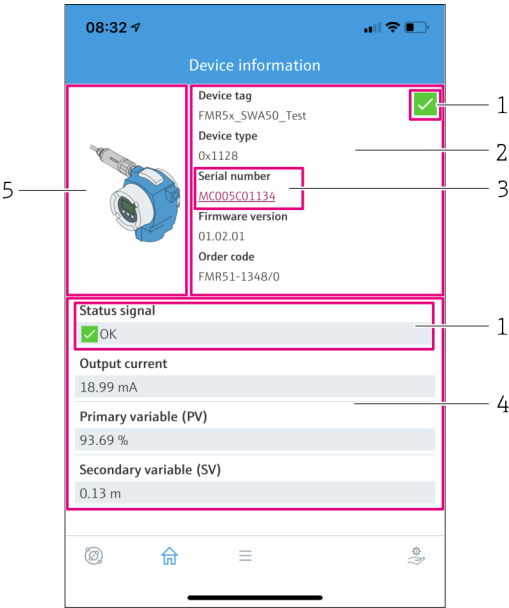 08:32
Device information
Device tag
FMR5x_SWA50_Test
1
Device type
0x1128
2
Serial number
MC005C01134
3
5
Firmware version
01.02.01
Order code
FMR51-1348/0
Status signal
OK
1
Output current
18.99 mA
4
Primary variable (PV)
93.69 %
Secondary variable (SV)
0.13 m